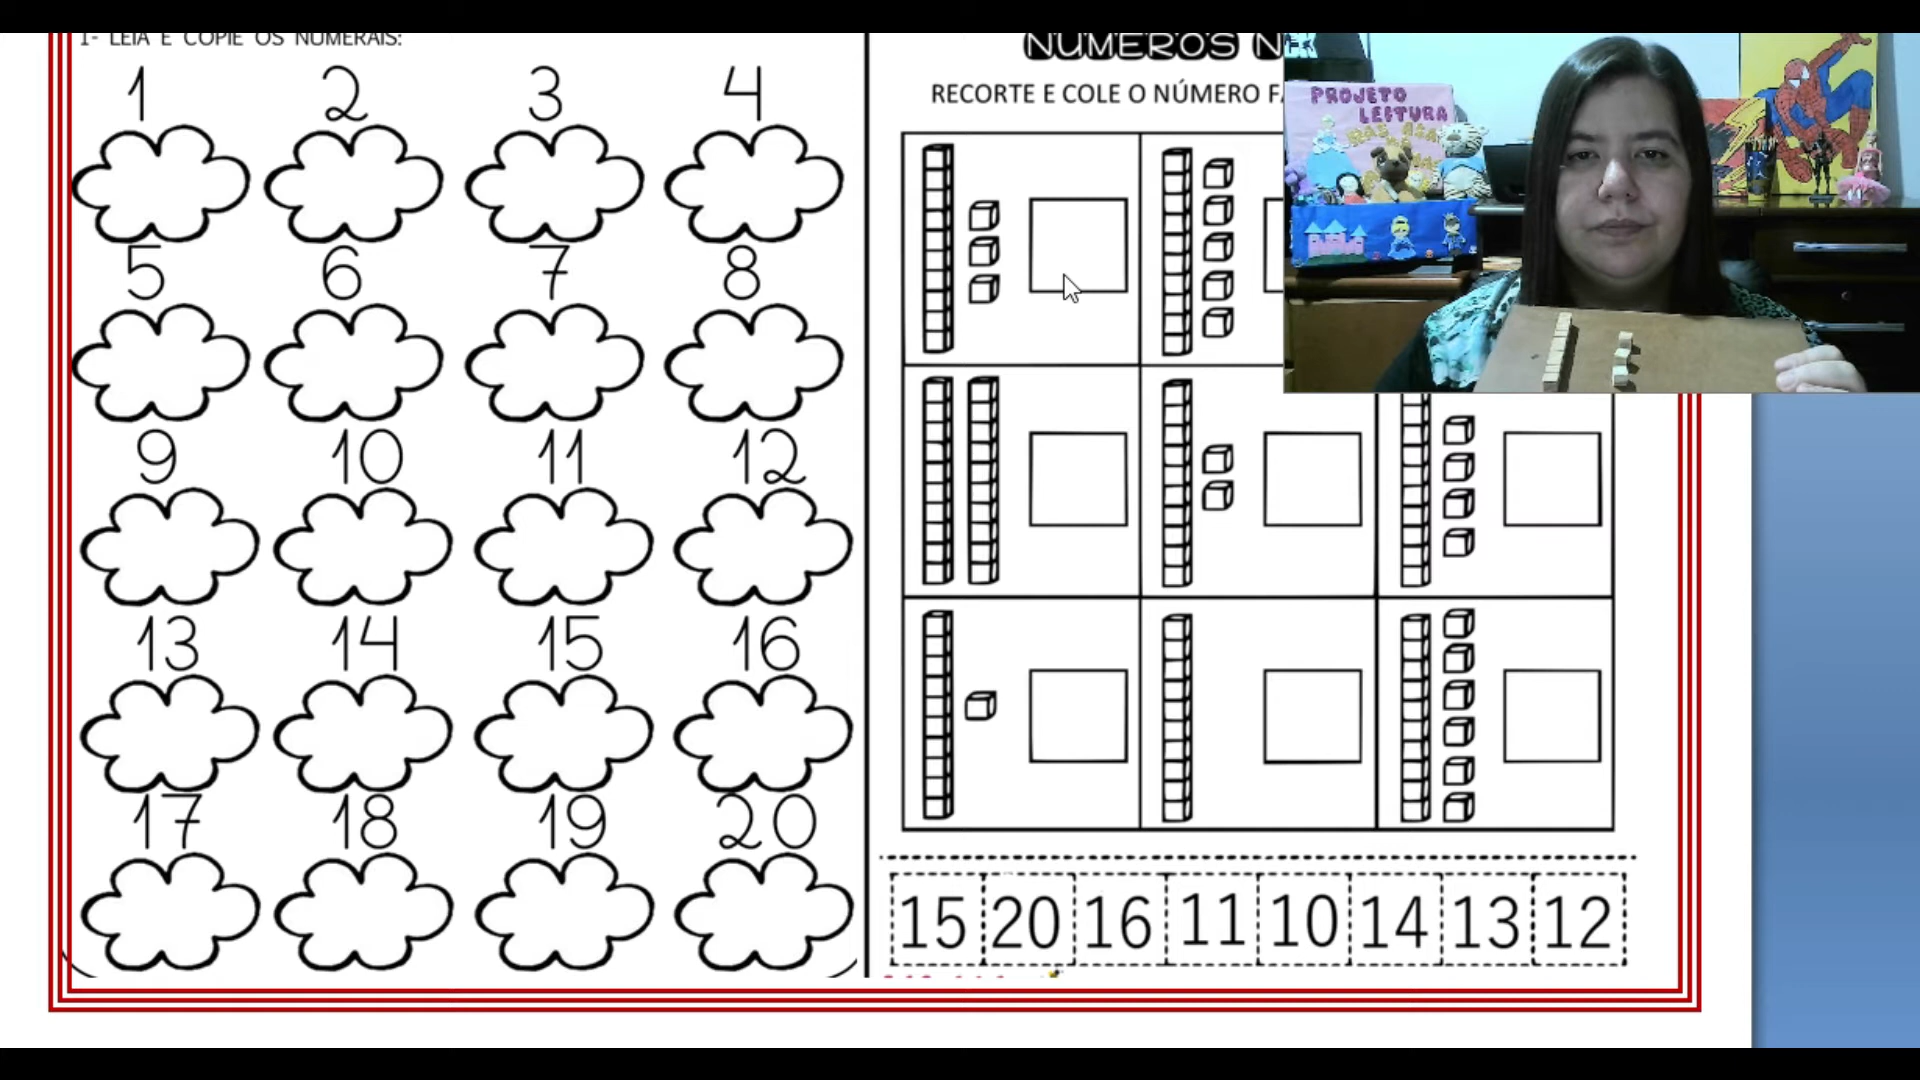 1- LEIA E COPIE OS NUMERAIS:
1 2 3 4
5 6 7 8
9 10 11 12
13 14 15 16
17 18 19 20
NÚMEROS N
RECORTE E COLE O NÚMERO FA
15 20 16 11 10 14 13 12
PROJETO
LEITURA